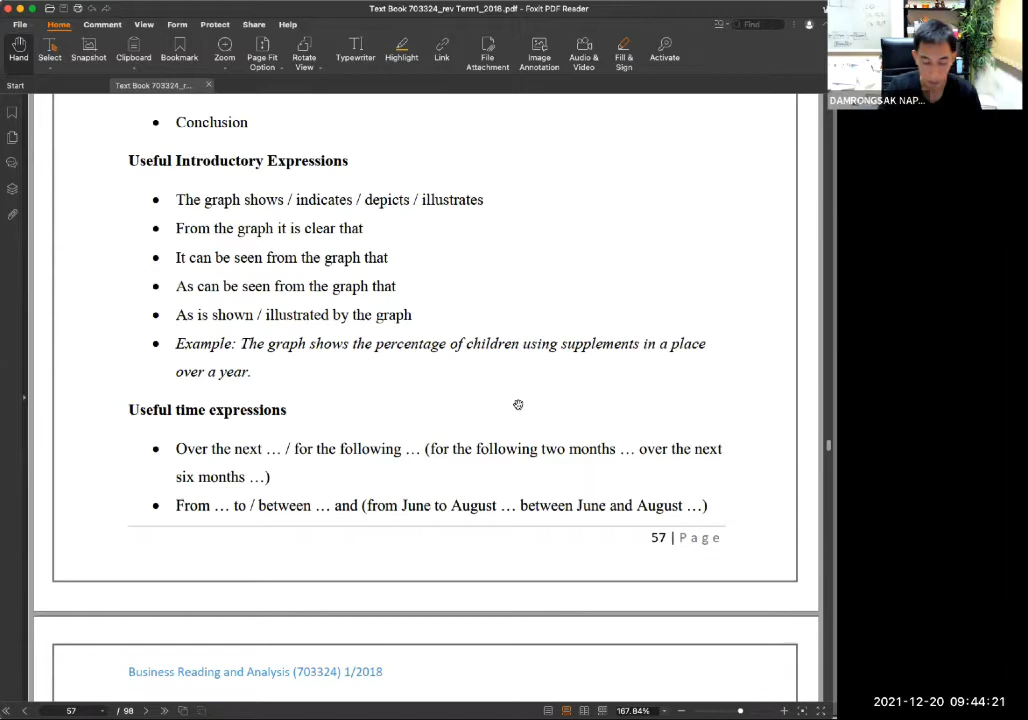 Text Book 703324_rev Term1_2018.pdf - Foxit PDF Reader
File Home Comment View Form Protect Share Help
Find
Hand Select Snapshot Clipboard Bookmark Zoom Page Fit Option Rotate View Typewriter Highlight Link File Attachment Image Annotation Audio & Video Fill & Sign Activate
Start Text Book 703324_r...
DAMRONGSAK NAP...
• Conclusion
Useful Introductory Expressions
• The graph shows / indicates / depicts / illustrates
• From the graph it is clear that
• It can be seen from the graph that
• As can be seen from the graph that
• As is shown / illustrated by the graph
• Example: The graph shows the percentage of children using supplements in a place
over a year.
Useful time expressions
• Over the next … / for the following … (for the following two months … over the next
six months …)
• From … to / between … and (from June to August … between June and August …)
57 | Page
Business Reading and Analysis (703324) 1/2018
57 / 98 167.84%
2021-12-20 09:44:21